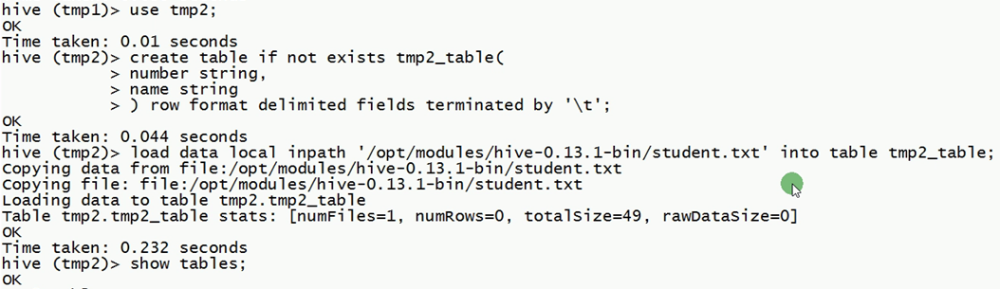 hive (tmp1)> use tmp2;
OK
Time taken: 0.01 seconds
hive (tmp2)> create table if not exists tmp2_table(
> number string,
> name string
> ) row format delimited fields terminated by '\t';
OK
Time taken: 0.044 seconds
hive (tmp2)> load data local inpath '/opt/modules/hive-0.13.1-bin/student.txt' into table tmp2_table;
Copying data from file:/opt/modules/hive-0.13.1-bin/student.txt
Copying file: file:/opt/modules/hive-0.13.1-bin/student.txt
Loading data to table tmp2.tmp2_table
Table tmp2.tmp2_table stats: [numFiles=1, numRows=0, totalSize=49, rawDataSize=0]
OK
Time taken: 0.232 seconds
hive (tmp2)> show tables;
OK